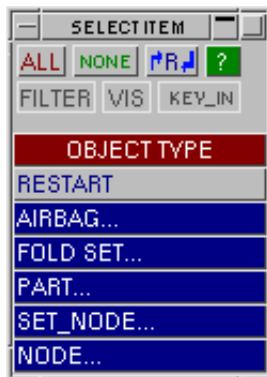 SELECT ITEM
ALL NONE R ?
FILTER VIS KEY_IN
OBJECT TYPE
RESTART
AIRBAG...
FOLD SET...
PART...
SET_NODE...
NODE...